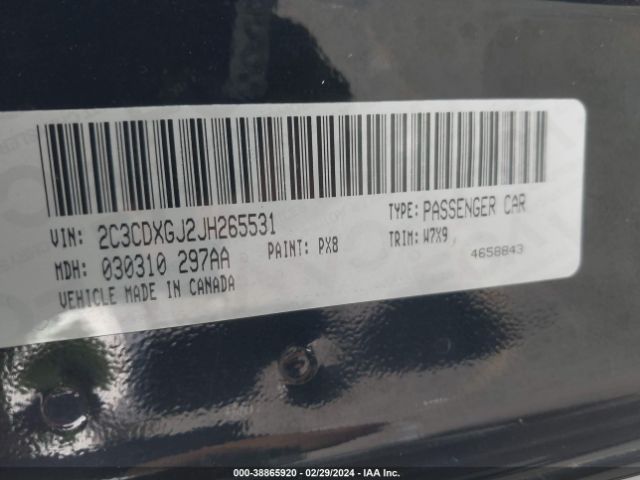 TYPE: PASSENGER CAR
VIN: 2C3CDXGJ2JH265531
PAINT: PX8
TRIM: W7X9
MDH: 030310 297AA
4658843
VEHICLE MADE IN CANADA
000-38865920 - 02/29/2024 - IAA Inc.